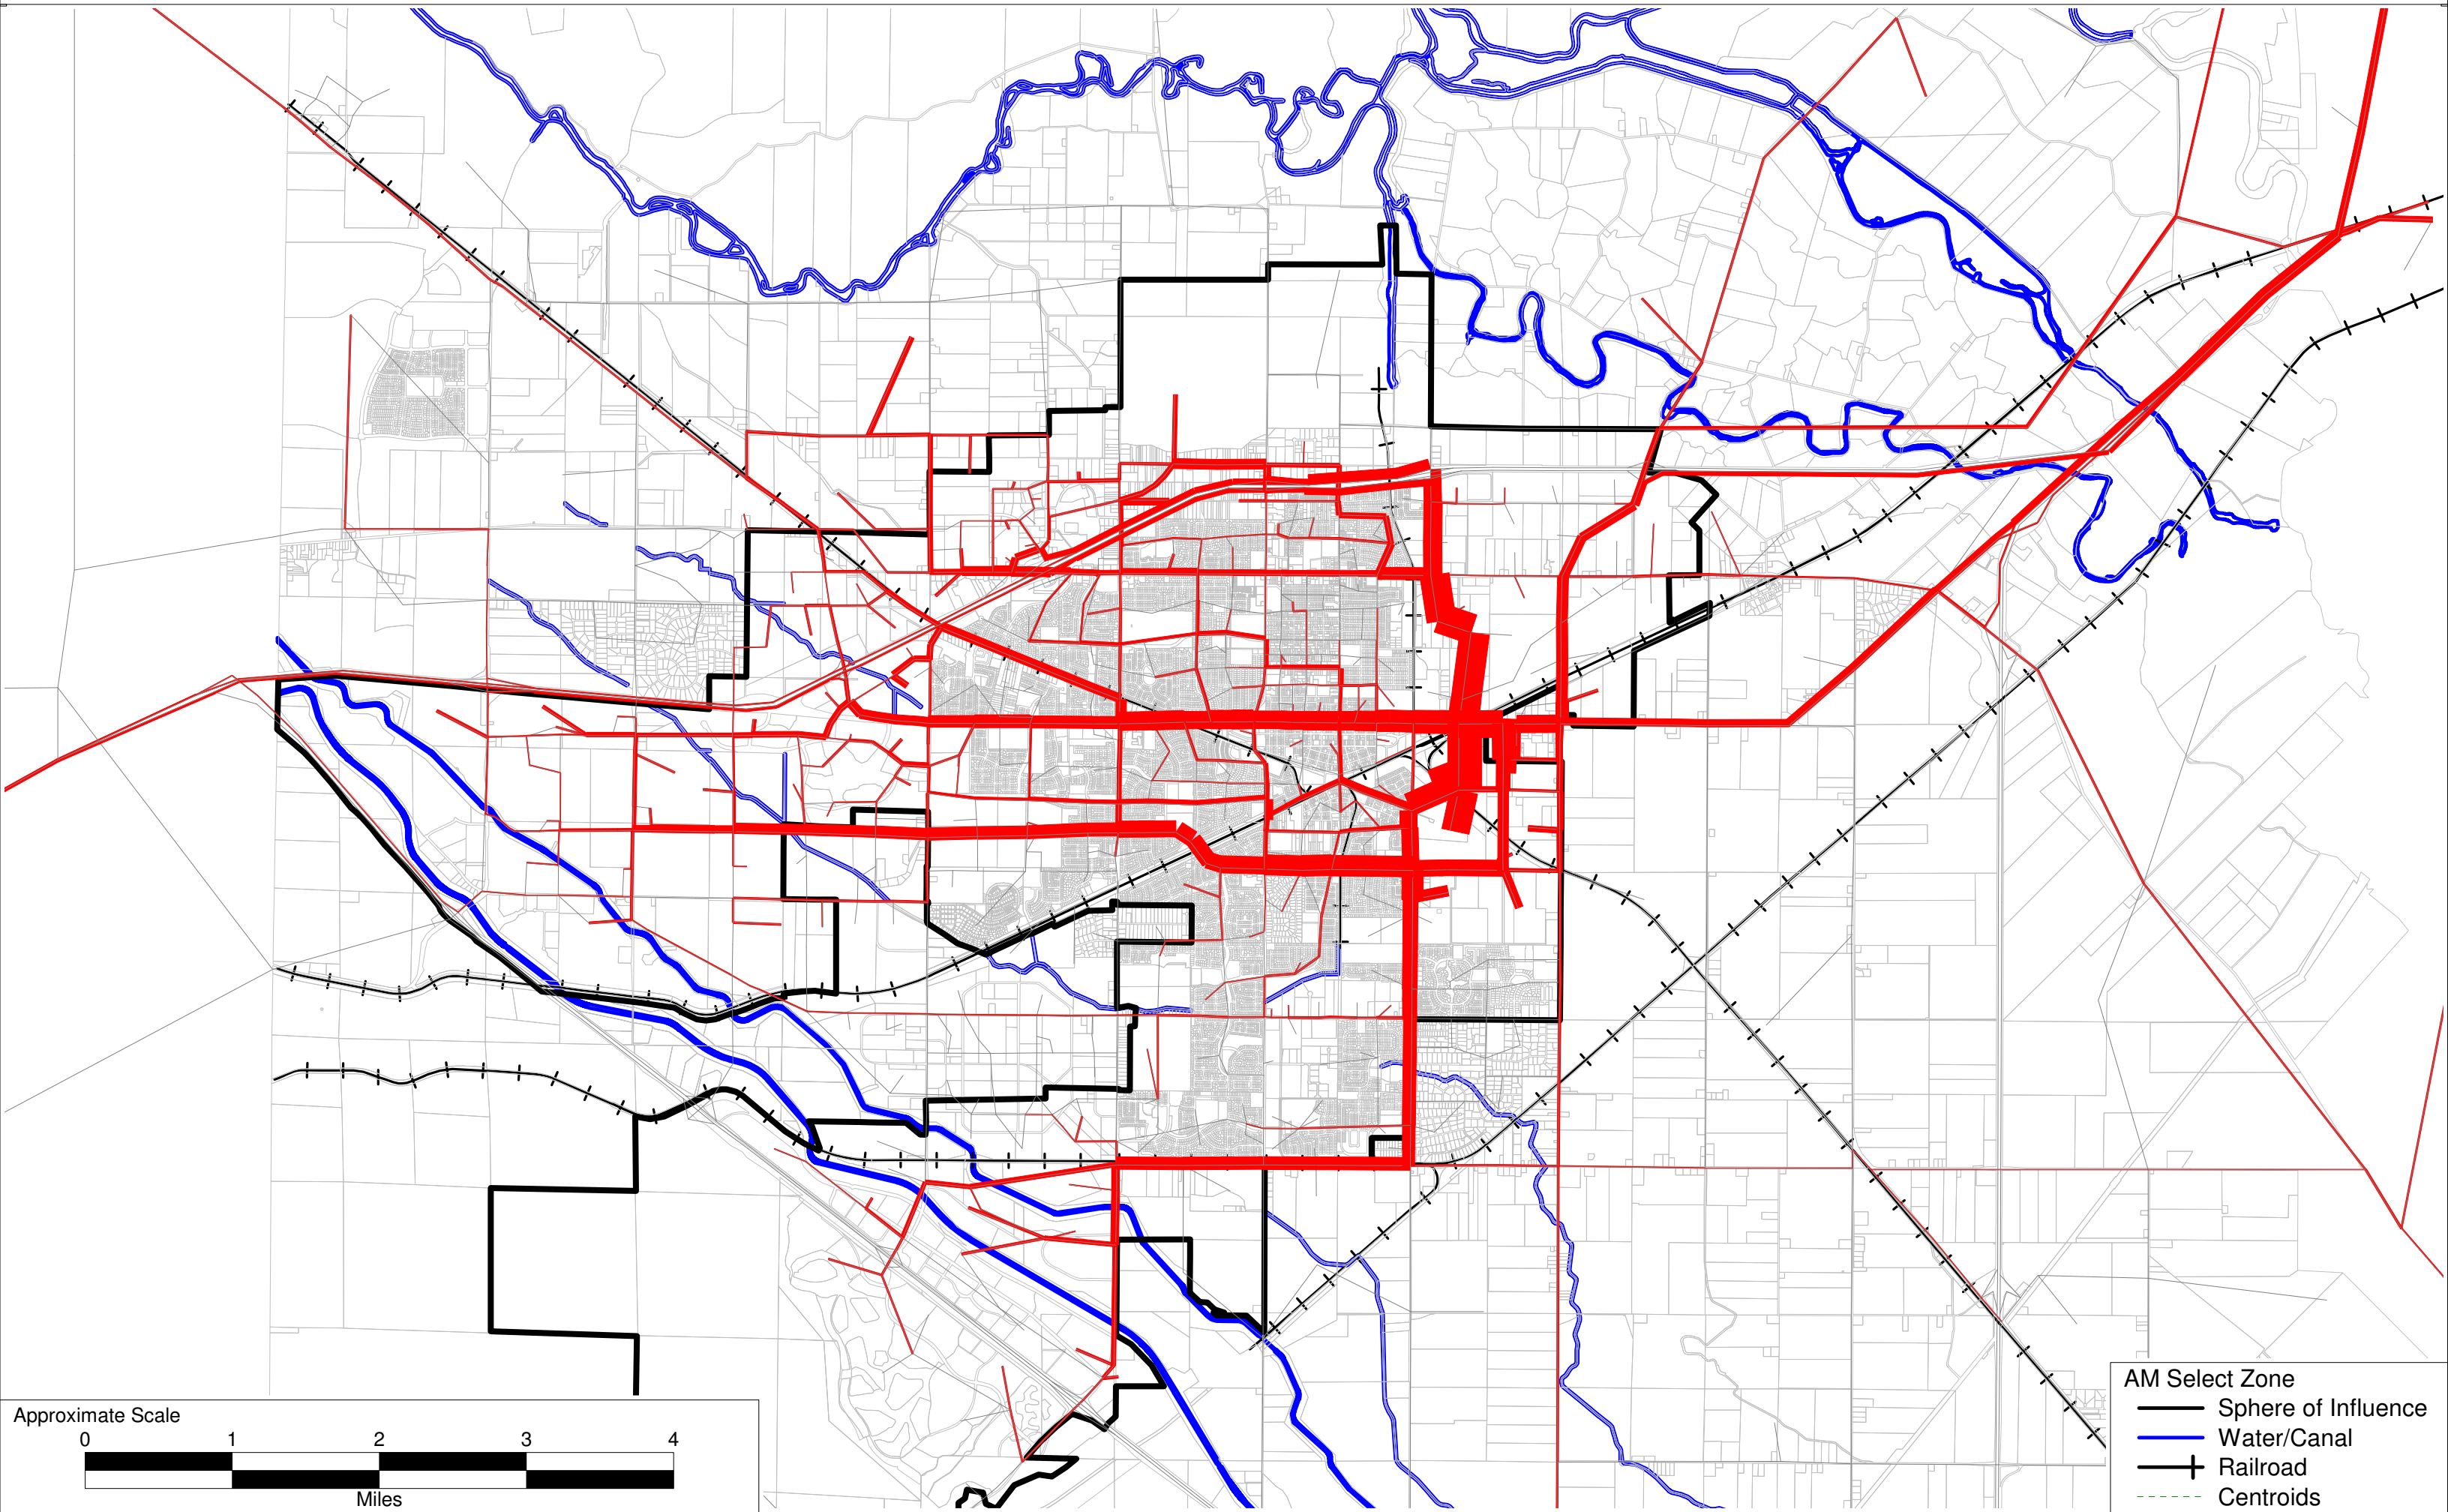 Approximate Scale
0 1 2 3 4
Miles
AM Select Zone
Sphere of Influence
Water/Canal
Railroad
Centroids